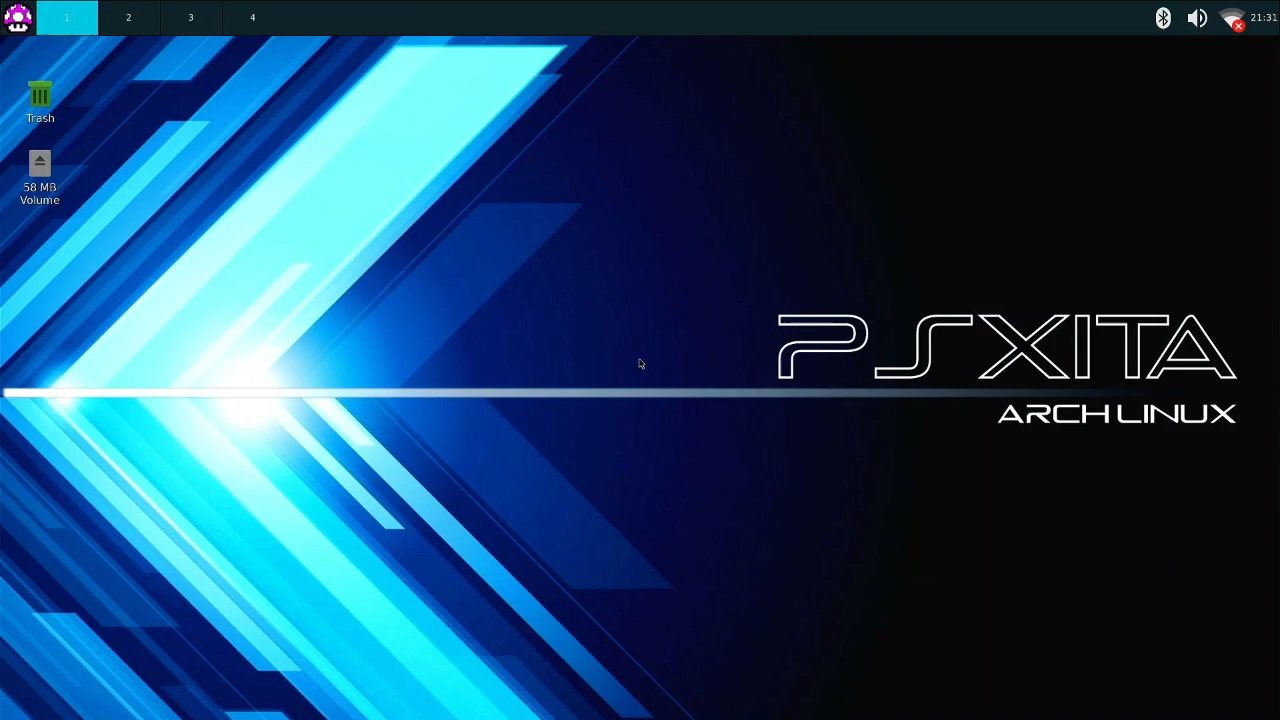 1 2 3 4 21:31
Trash
58 MB
Volume
PSXITA
ARCH LINUX